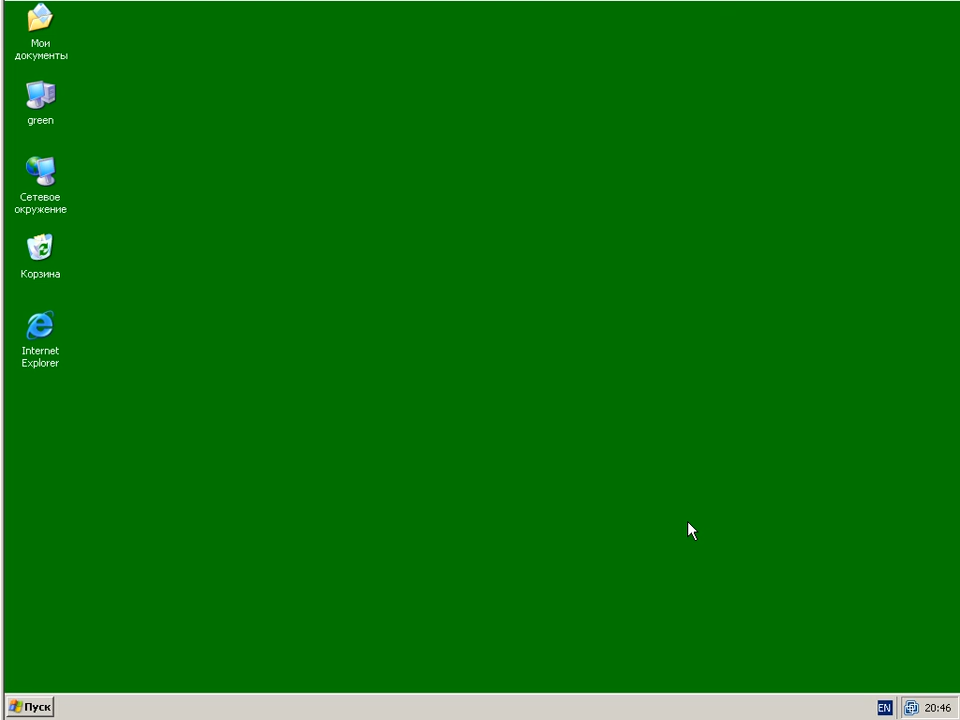 Мои
документы
green
Сетевое
окружение
Корзина
Internet
Explorer
Пуск
EN
20:46